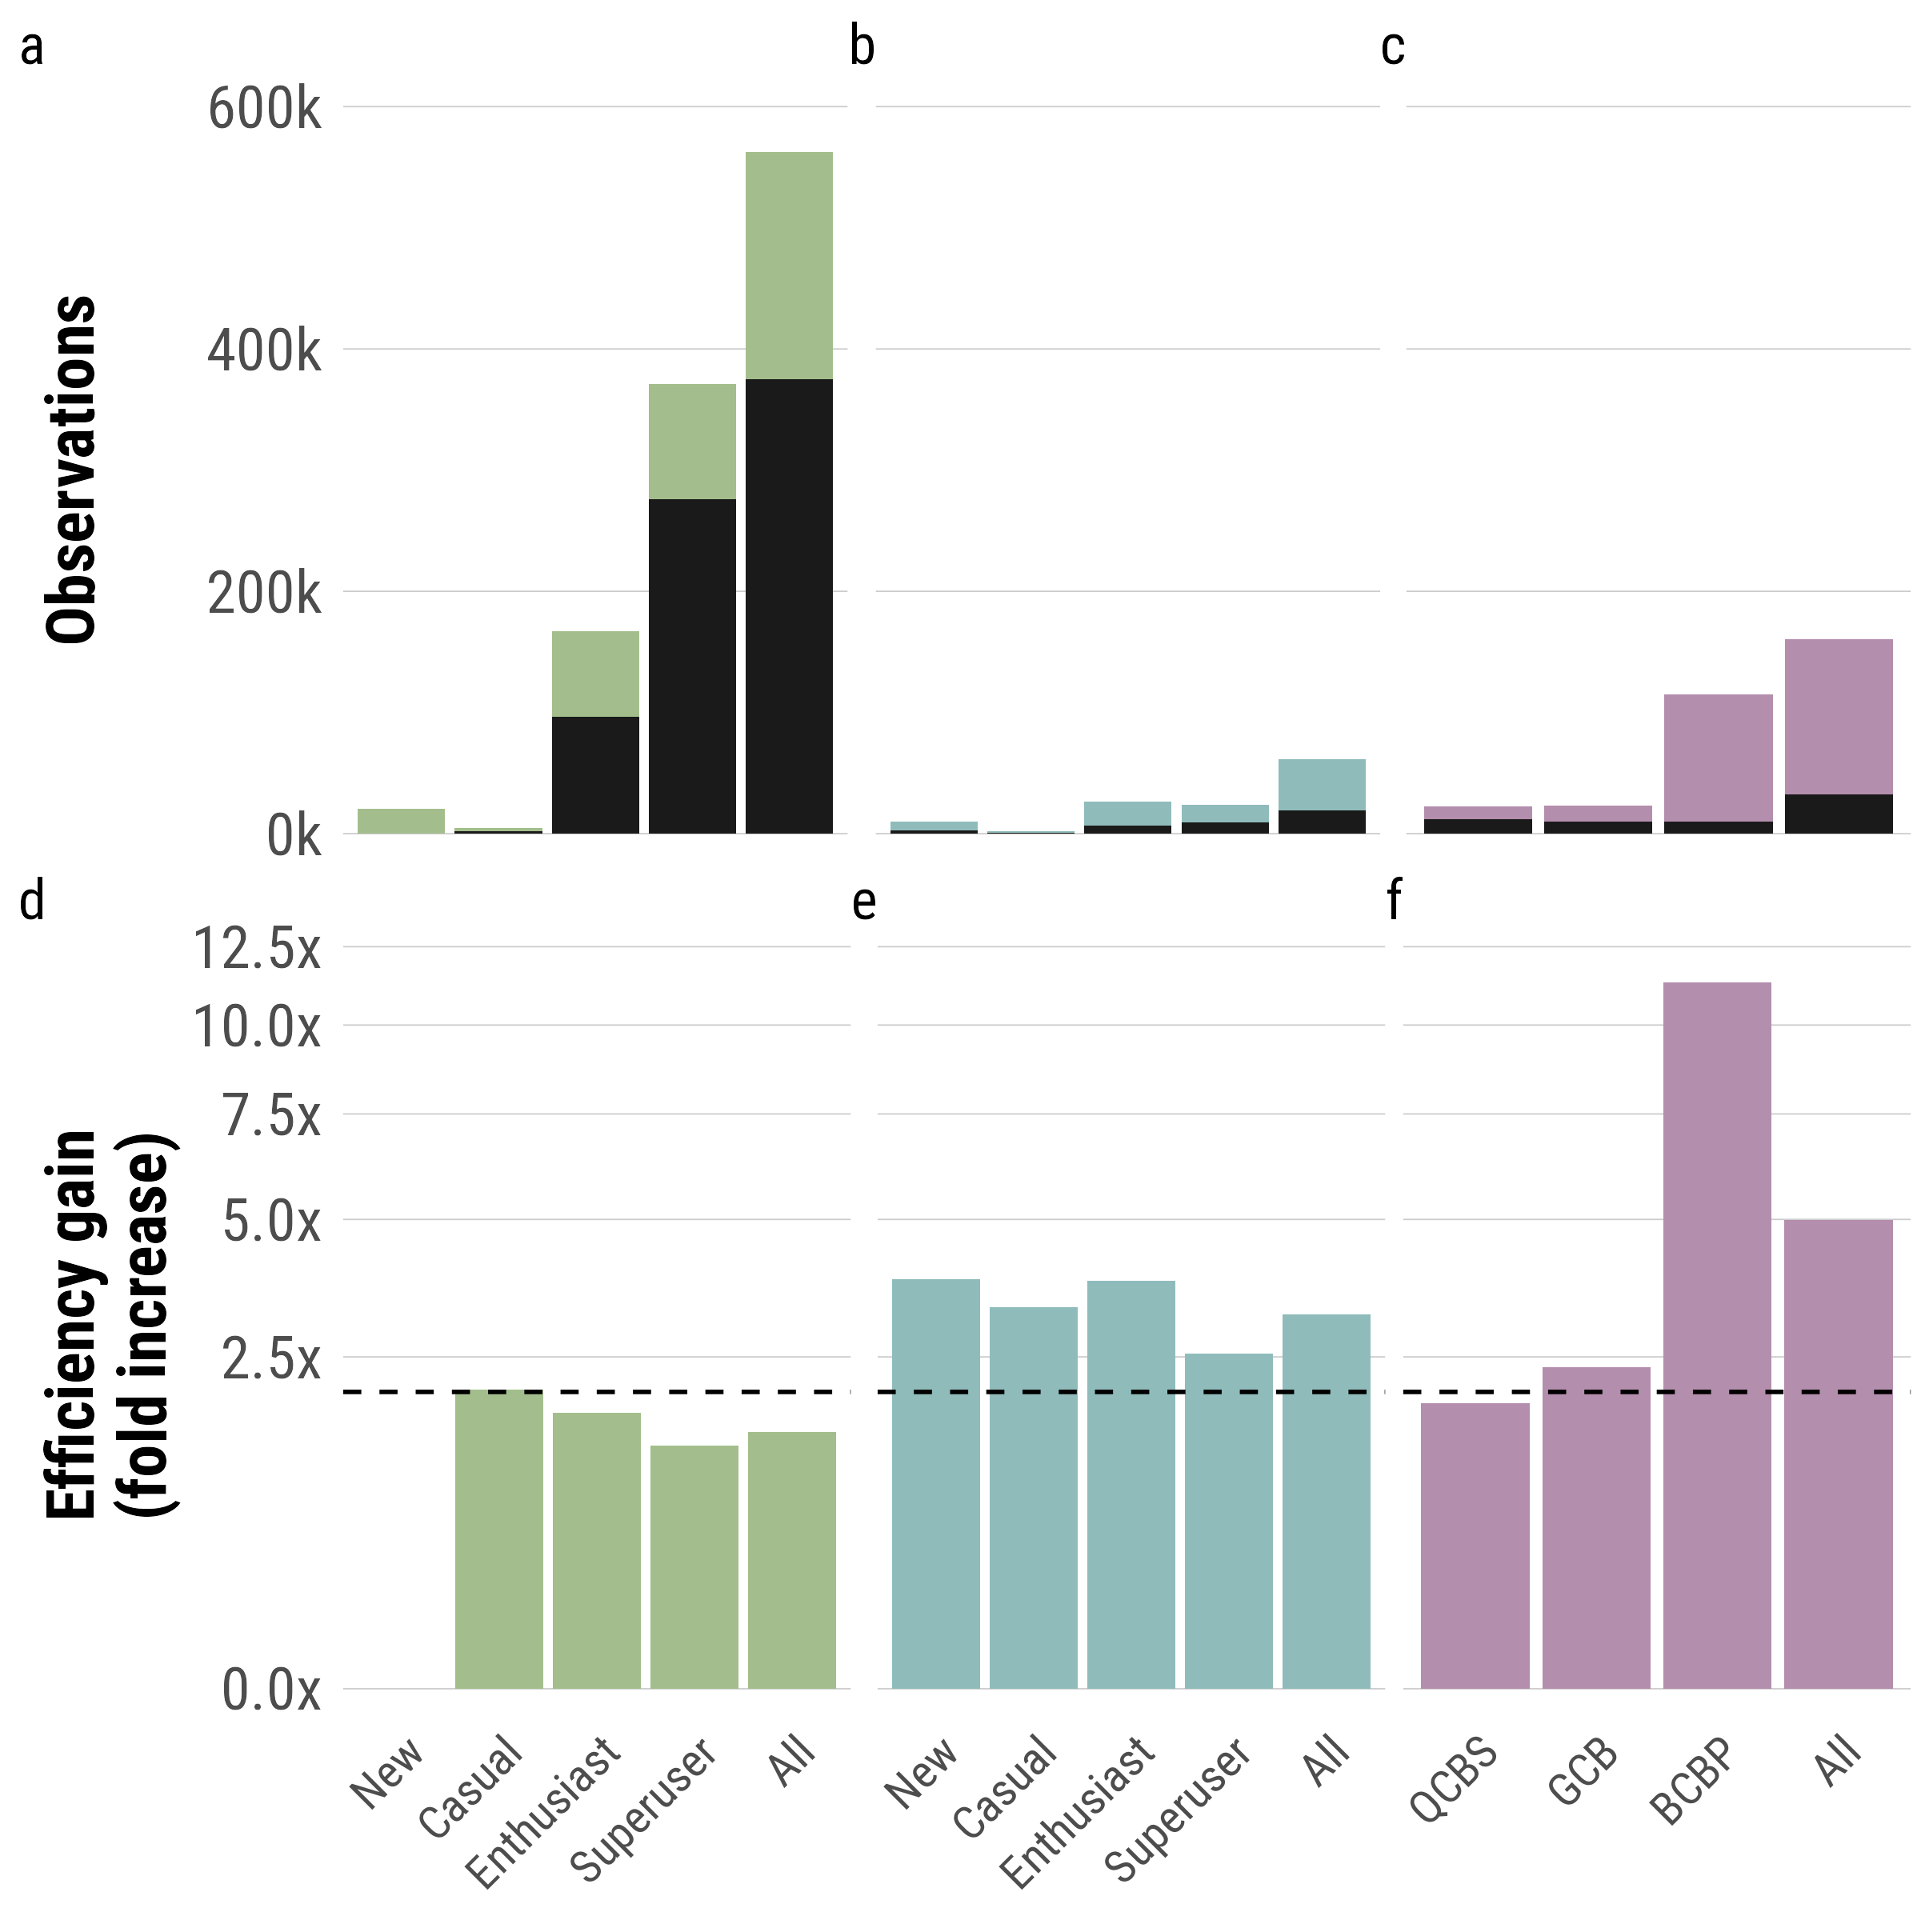 a
b
c
600k
400k
200k
0k
Observations
d
e
f
12.5x
10.0x
7.5x
5.0x
2.5x
0.0x
Efficiency gain
(fold increase)
New
Casual
Enthusiast
Superuser
All
New
Casual
Enthusiast
Superuser
All
QCBS
GCB
BCBP
All